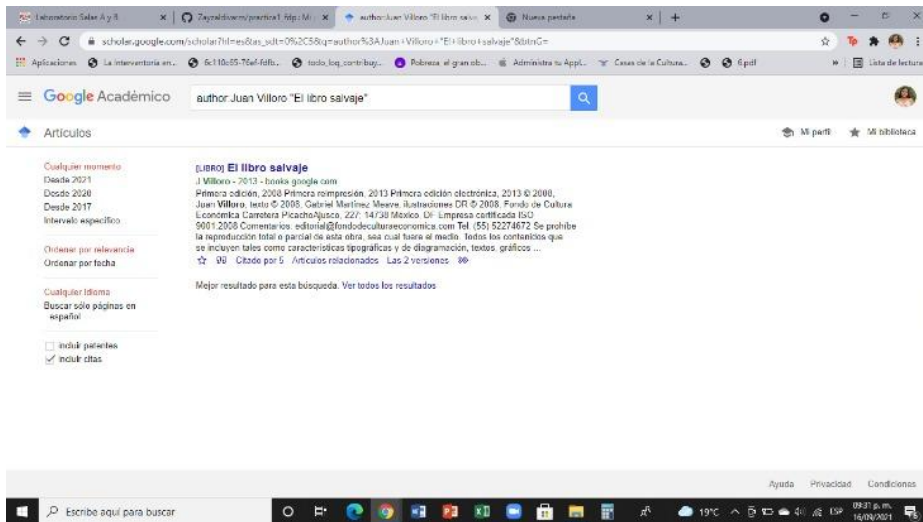 Laboratorio Salas A y B
author:Juan Villoro "El libro salva
Nueva pestaña
scholar.google.com/scholar?hl=es&as_sdt=0%2C5&q=author%3AJuan+Villoro+"El+libro+salvaje"&btnG=
Aplicaciones
La interventoría en...
todo_log_contribuy...
Pobreza el gran ob...
Administra tu Appl...
Casas de la Cultura...
6.pdf
Lista de lectura
Google Académico
author:Juan Villoro "El libro salvaje"
Artículos
Mi perfil
Mi biblioteca
Cualquier momento
Desde 2021
Desde 2020
Desde 2017
Intervalo específico...
Ordenar por relevancia
Ordenar por fecha
Cualquier idioma
Buscar sólo páginas en
español
incluir patentes
incluir citas
[LIBRO] El libro salvaje
J Villoro - 2013 - books.google.com
Primera edición, 2008 Primera reimpresión, 2013 Primera edición electrónica, 2013 © 2008,
Juan Villoro, texto © 2008, Gabriel Martínez Meave, ilustraciones DR © 2008, Fondo de Cultura
Económica Carretera PicachoAjusco, 227; 14738 México, DF Empresa certificada ISO
9001:2008 Comentarios: editorial@fondodeculturaeconomica.com Tel. (55) 52274672 Se prohíbe
la reproducción total o parcial de esta obra, sea cual fuere el medio. Todos los contenidos que
se incluyen tales como características tipográficas y de diagramación, textos, gráficos ...
Citado por 5 Artículos relacionados Las 2 versiones
Mejor resultado para esta búsqueda. Ver todos los resultados
Ayuda Privacidad Condiciones
Escribe aquí para buscar
19°C
ESP
09:31 p. m.
16/09/2021